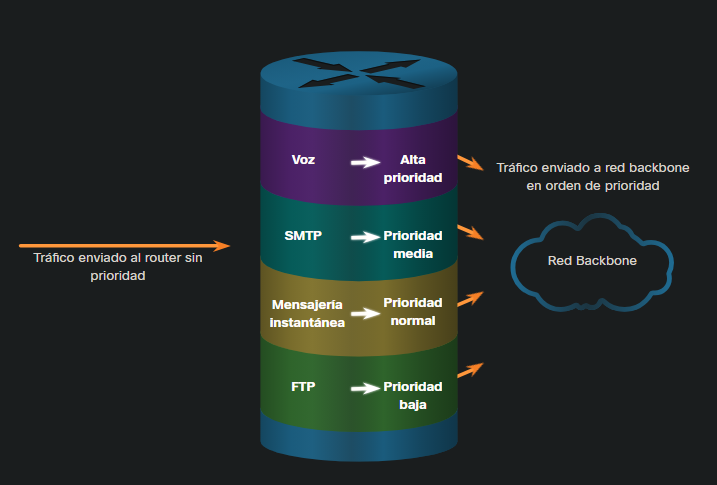 Tráfico enviado al router sin
prioridad
Voz
Alta
prioridad
SMTP
Prioridad
media
Mensajería
instantánea
Prioridad
normal
FTP
Prioridad
baja
Tráfico enviado a red backbone
en orden de prioridad
Red Backbone